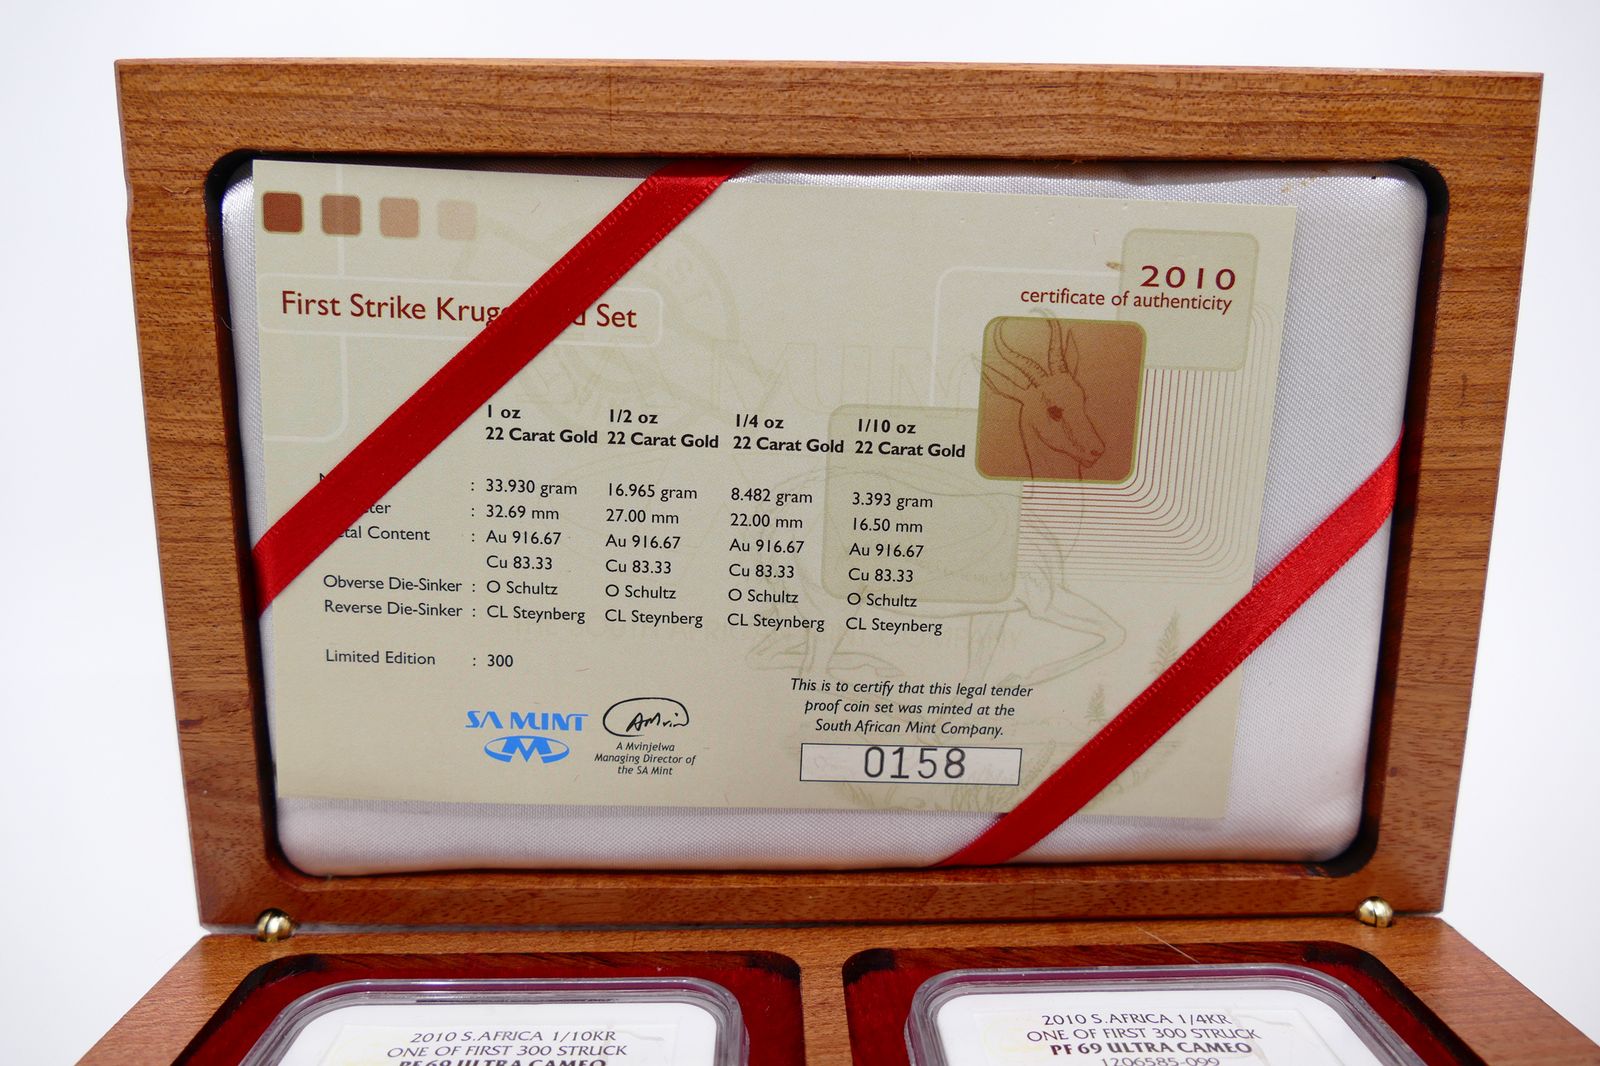 First Strike Krug Set
2010
certificate of authenticity
1 oz 1/2 oz 1/4 oz 1/10 oz
22 Carat Gold 22 Carat Gold 22 Carat Gold 22 Carat Gold
: 33.930 gram 16.965 gram 8.482 gram 3.393 gram
: 32.69 mm 27.00 mm 22.00 mm 16.50 mm
Content : Au 916.67 Au 916.67 Au 916.67 Au 916.67
Cu 83.33 Cu 83.33 Cu 83.33 Cu 83.33
Obverse Die-Sinker : O Schultz O Schultz O Schultz O Schultz
Reverse Die-Sinker : CL Steynberg CL Steynberg CL Steynberg CL Steynberg
Limited Edition : 300
This is to certify that this legal tender
proof coin set was minted at the
South African Mint Company.
0158
SA MINT
A Mvinjelwa
Managing Director of
the SA Mint
2010 S.AFRICA 1/10KR
ONE OF FIRST 300 STRUCK
PF 69 ULTRA CAMEO
2010 S.AFRICA 1/4KR
ONE OF FIRST 300 STRUCK
PF 69 ULTRA CAMEO
1206585-099